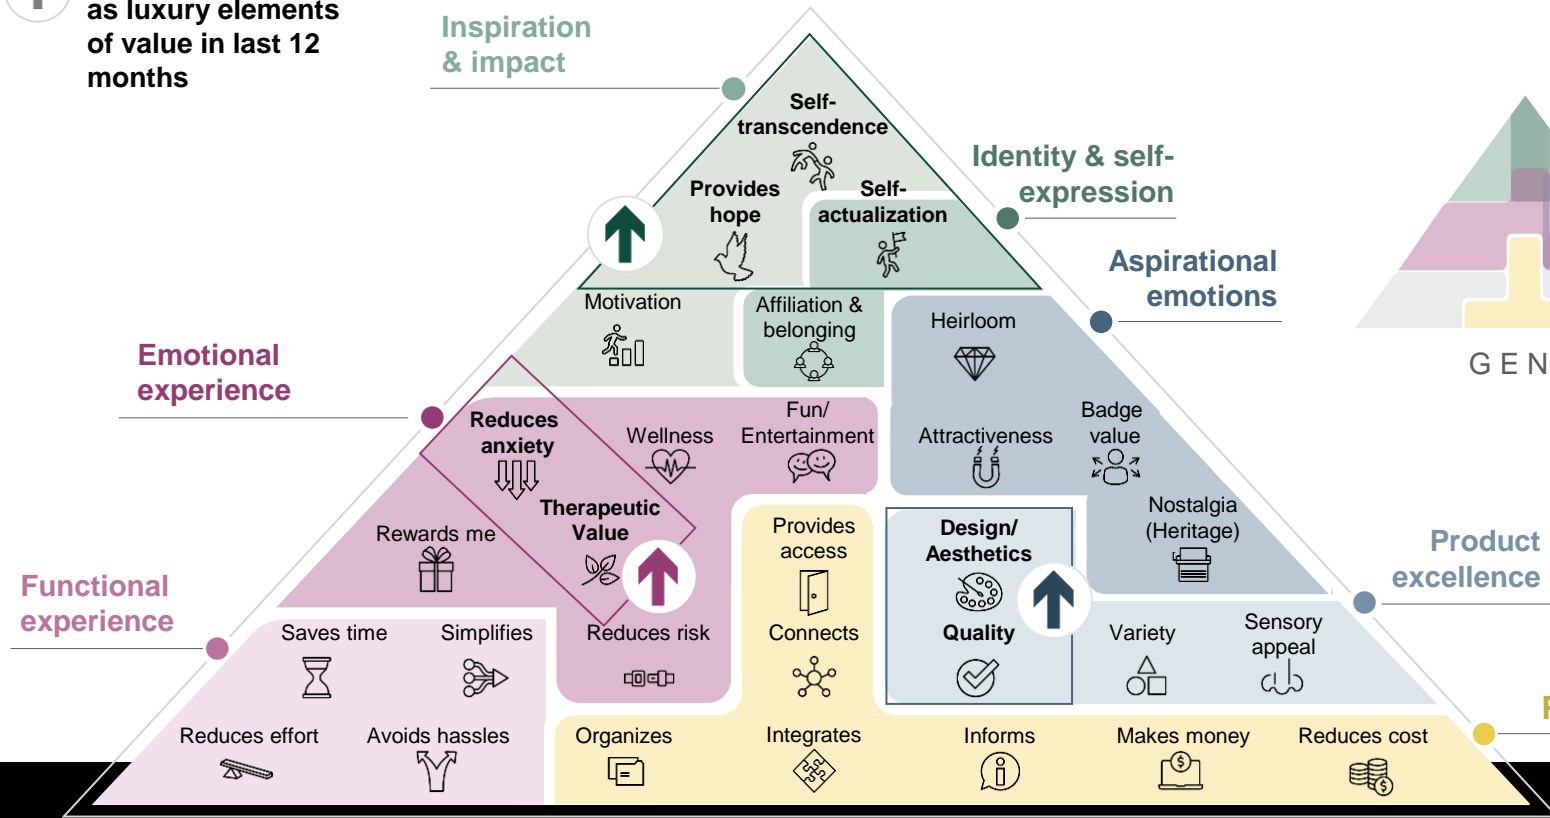 as luxury elements
of value in last 12
months
Inspiration
& impact
Identity & self-
expression
Aspirational
emotions
Emotional
experience
Functional
experience
Product
excellence
Self-
transcendence
Provides
hope
Self-
actualization
Motivation
Affiliation &
belonging
Heirloom
Reduces
anxiety
Wellness
Fun/
Entertainment
Attractiveness
Badge
value
Rewards me
Therapeutic
Value
Provides
access
Design/
Aesthetics
Nostalgia
(Heritage)
Saves time
Simplifies
Reduces risk
Connects
Quality
Variety
Sensory
appeal
Reduces effort
Avoids hassles
Organizes
Integrates
Informs
Makes money
Reduces cost
$
$
GEN